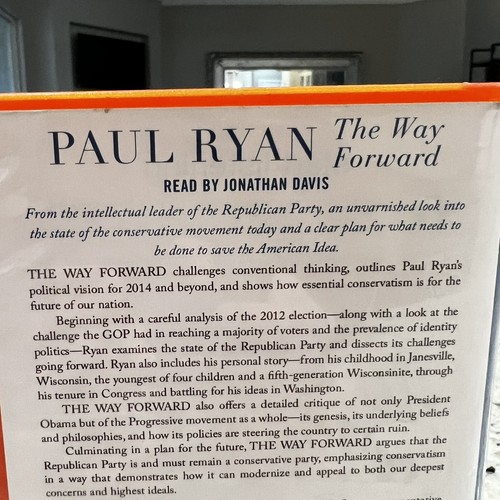 PAUL RYAN The Way
Forward
READ BY JONATHAN DAVIS
From the intellectual leader of the Republican Party, an unvarnished look into
the state of the conservative movement today and a clear plan for what needs to
be done to save the American Idea.
THE WAY FORWARD challenges conventional thinking, outlines Paul Ryan's
political vision for 2014 and beyond, and shows how essential conservatism is for the
future of our nation.
Beginning with a careful analysis of the 2012 election—along with a look at the
challenge the GOP had in reaching a majority of voters and the prevalence of identity
politics—Ryan examines the state of the Republican Party and dissects its challenges
going forward. Ryan also includes his personal story—from his childhood in Janesville,
Wisconsin, the youngest of four children and a fifth-generation Wisconsinite, through
his tenure in Congress and battling for his ideas in Washington.
THE WAY FORWARD also offers a detailed critique of not only President
Obama but of the Progressive movement as a whole—its genesis, its underlying beliefs
and philosophies, and how its policies are steering the country to certain ruin.
Culminating in a plan for the future, THE WAY FORWARD argues that the
Republican Party is and must remain a conservative party, emphasizing conservatism
in a way that demonstrates how it can modernize and appeal to both our deepest
concerns and highest ideals.